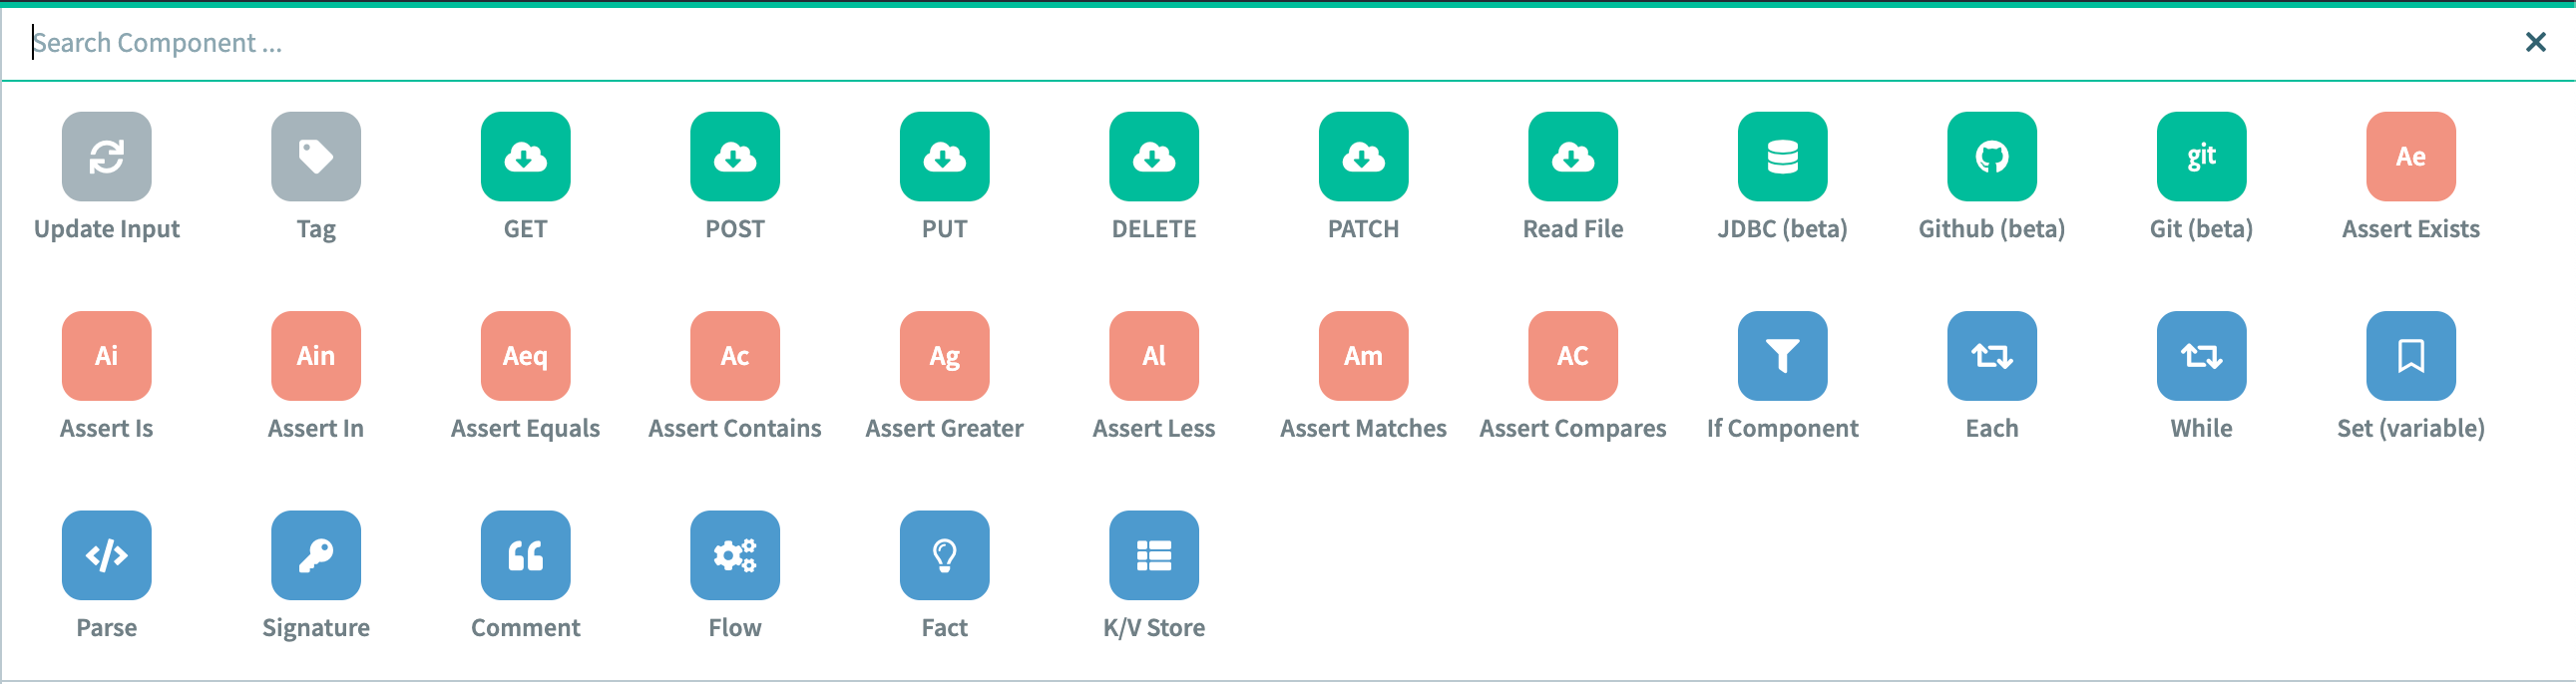 Search Component ...
git Ae
Update Input Tag GET POST PUT DELETE PATCH Read File JDBC (beta) Github (beta) Git (beta) Assert Exists
Ai Ain Aeq Ac Ag Al Am AC
Assert Is Assert In Assert Equals Assert Contains Assert Greater Assert Less Assert Matches Assert Compares If Component Each While Set (variable)
Parse Signature Comment Flow Fact K/V Store